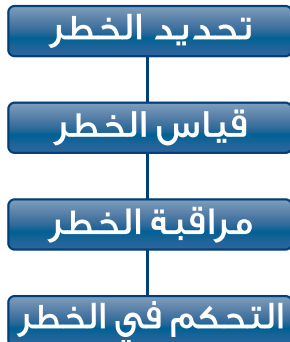 تحديد الخطر
قياس الخطر
مراقبة الخطر
التحكم في الخطر